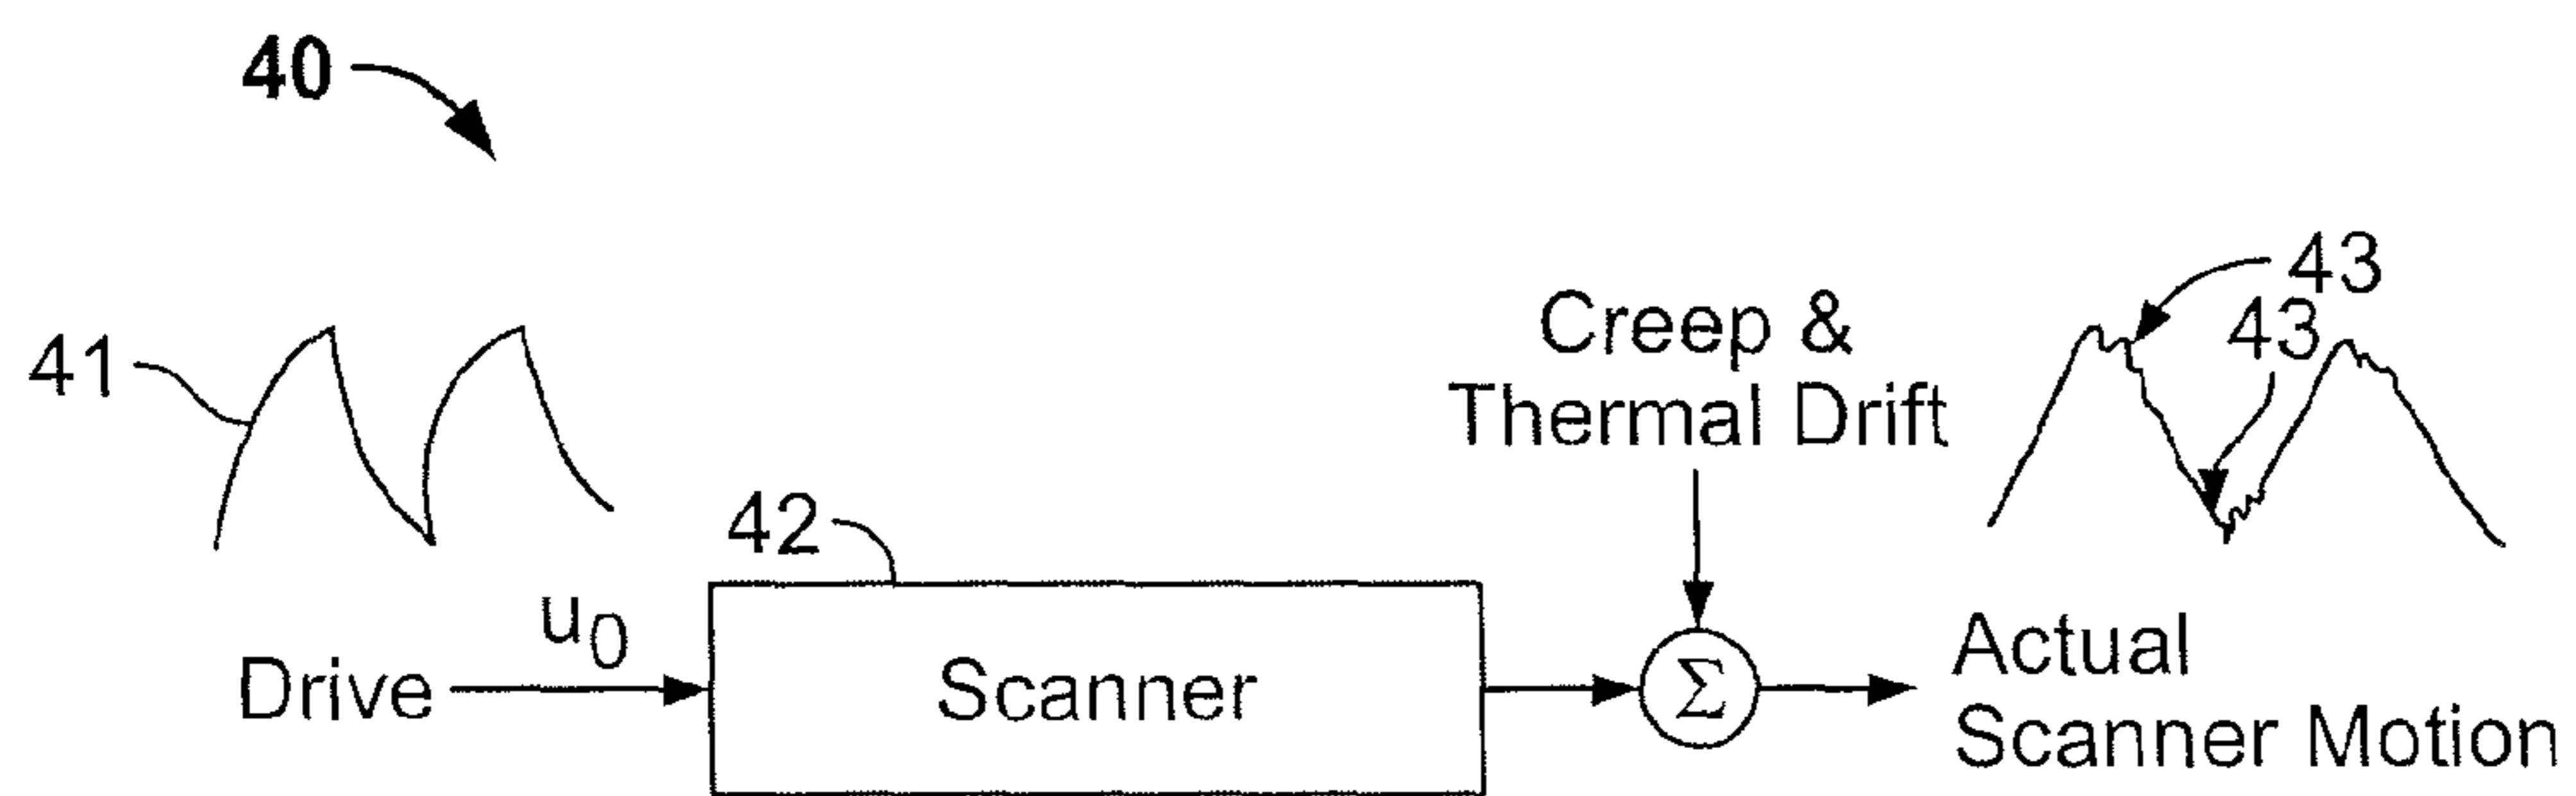 40
43
43
Creep &
Thermal Drift
41
42
u0
Drive
Scanner
Σ
Actual
Scanner Motion